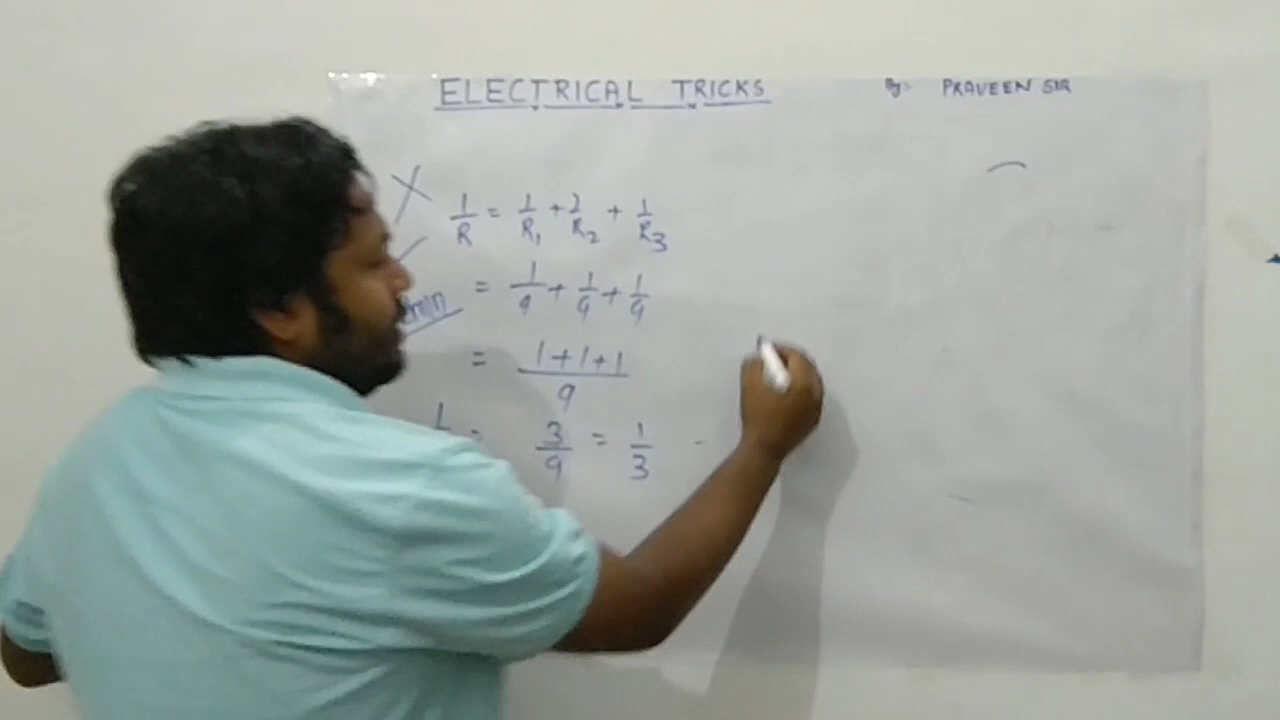 ELECTRICAL TRICKS
By:- PRAVEEN SIR
1/R = 1/R1 + 1/R2 + 1/R3
= 1/9 + 1/9 + 1/9
= 1+1+1/9
= 3/9 = 1/3